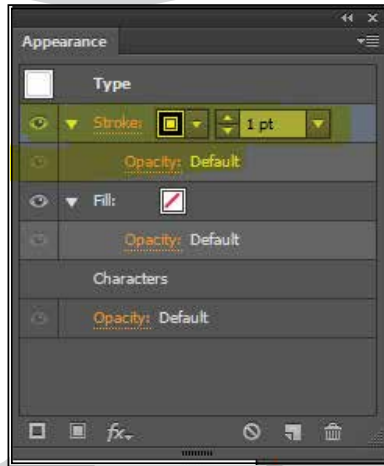 Appearance
Type
Stroke: 1 pt
Opacity: Default
Fill:
Opacity: Default
Characters
Opacity: Default
fx